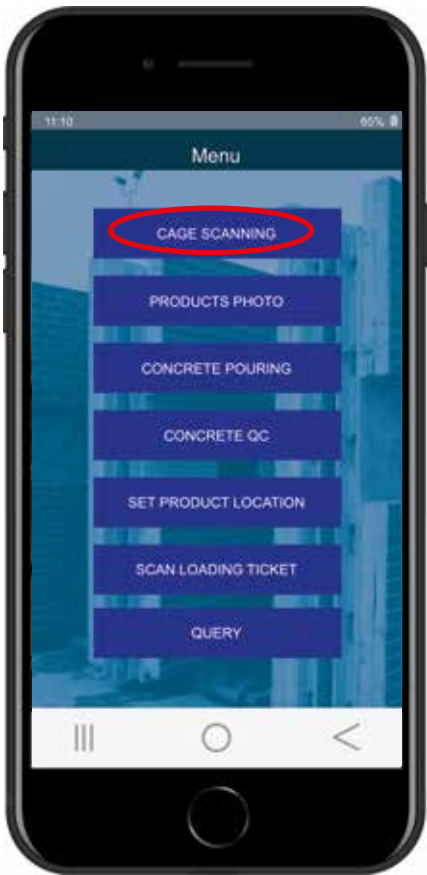 11:10
65%
Menu
CAGE SCANNING
PRODUCTS PHOTO
CONCRETE POURING
CONCRETE QC
SET PRODUCT LOCATION
SCAN LOADING TICKET
QUERY